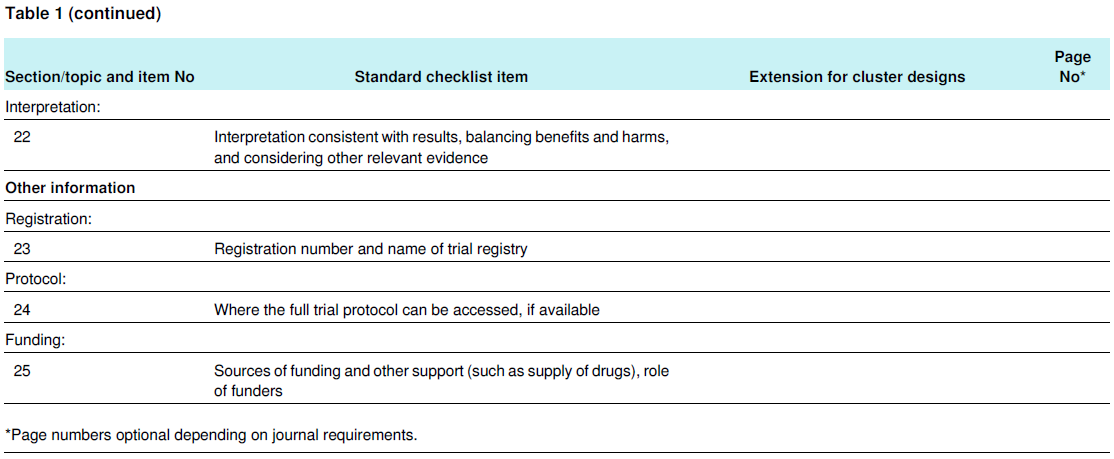 Table 1 (continued)
Page
Section/topic and item No Standard checklist item Extension for cluster designs No*
Interpretation:
22 Interpretation consistent with results, balancing benefits and harms,
and considering other relevant evidence
Other information
Registration:
23 Registration number and name of trial registry
Protocol:
24 Where the full trial protocol can be accessed, if available
Funding:
25 Sources of funding and other support (such as supply of drugs), role
of funders
*Page numbers optional depending on journal requirements.